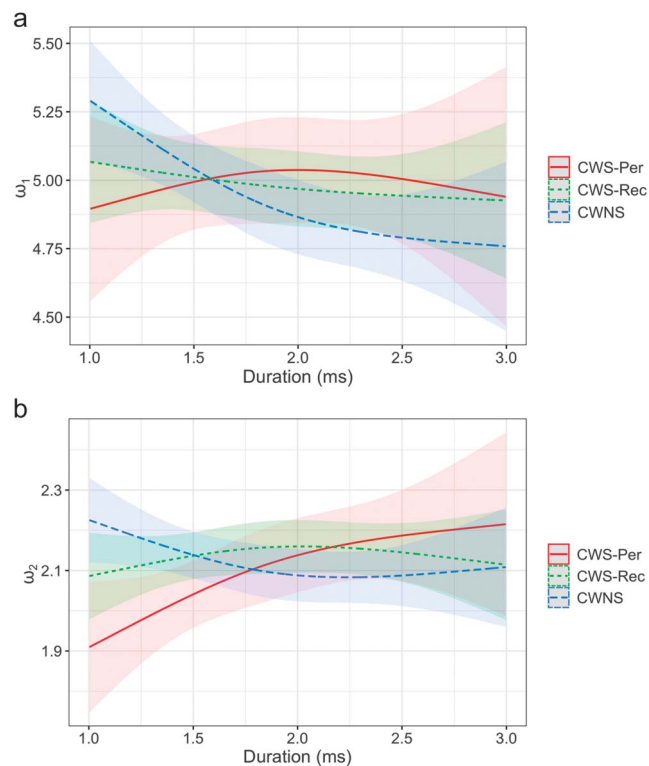 a
5.50
5.25
5.00
4.75
4.50
ω1
1.0 1.5 2.0 2.5 3.0
Duration (ms)
CWS-Per
CWS-Rec
CWNS
b
2.3
2.1
1.9
ω2
1.0 1.5 2.0 2.5 3.0
Duration (ms)
CWS-Per
CWS-Rec
CWNS